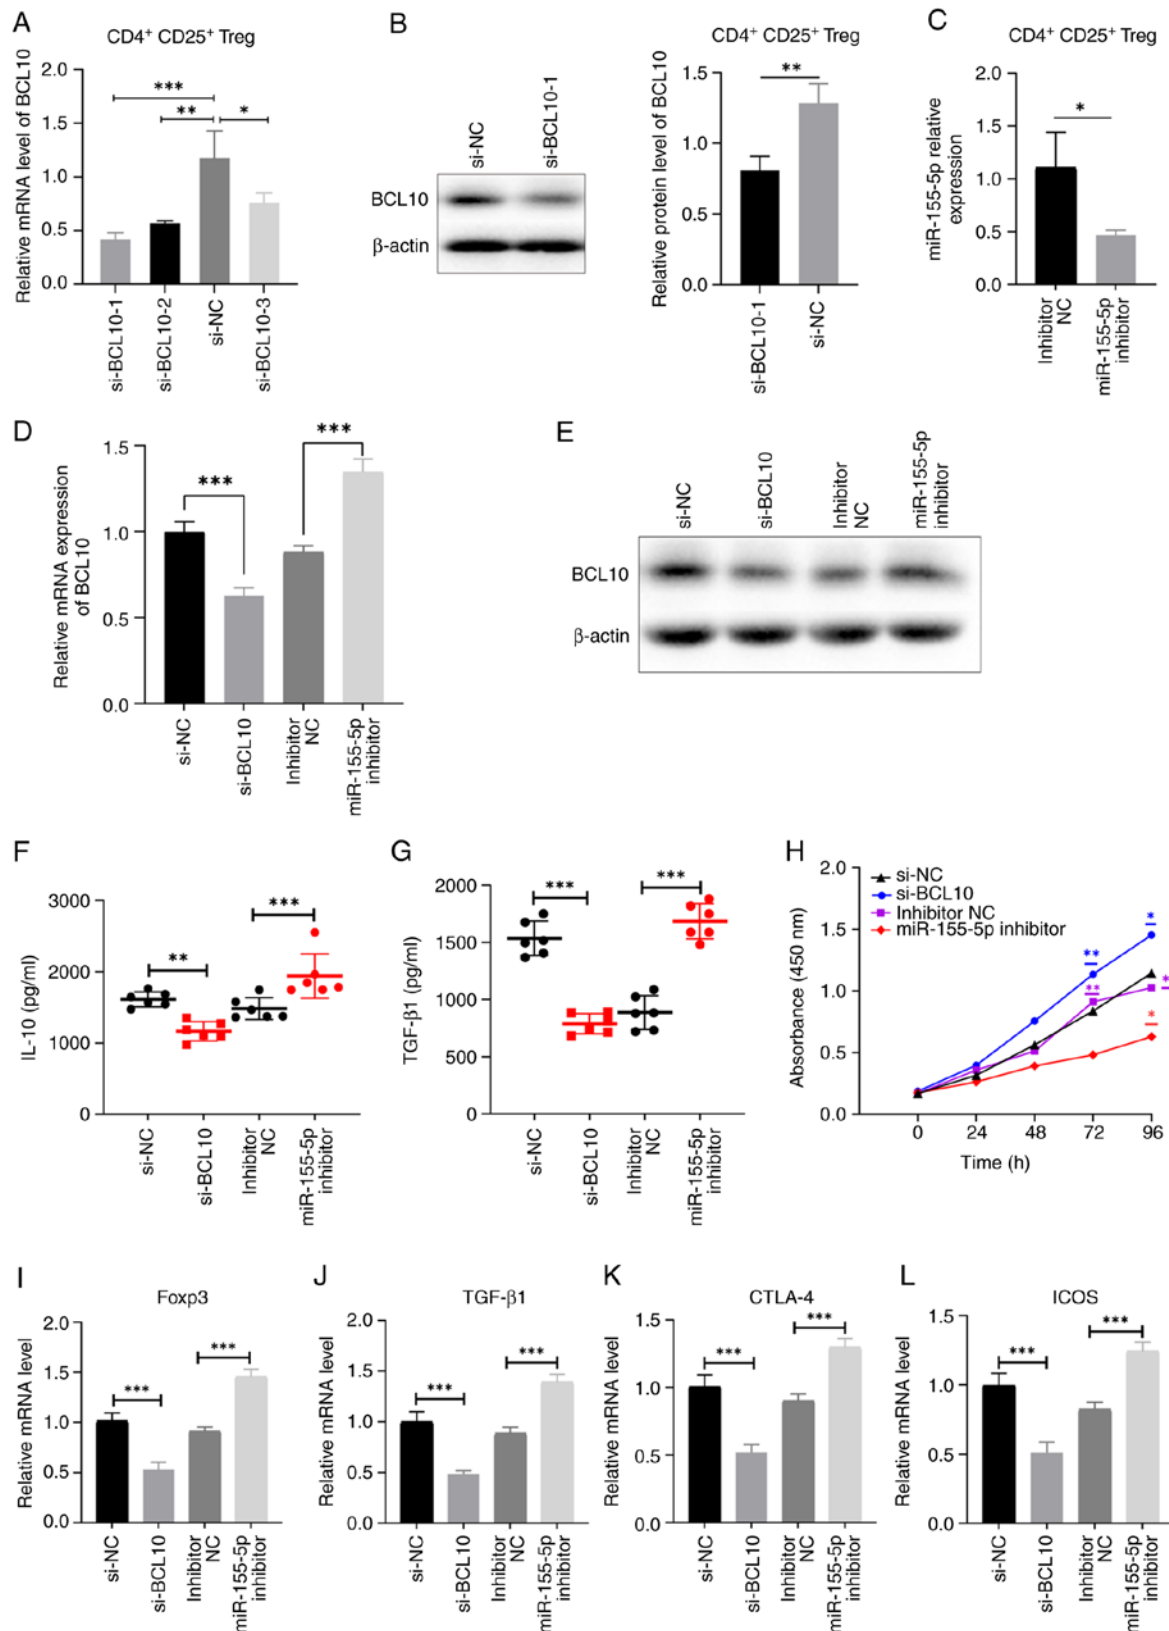 A
CD4+ CD25+ Treg
Relative mRNA level of BCL10
2.0
1.5
1.0
0.5
0.0
***
**
*
si-BCL10-1
si-BCL10-2
si-NC
si-BCL10-3
B
si-NC
si-BCL10-1
BCL10
β-actin
CD4+ CD25+ Treg
Relative protein level of BCL10
1.5
1.0
0.5
0.0
**
si-BCL10-1
si-NC
C
CD4+ CD25+ Treg
miR-155-5p relative
expression
2.0
1.5
1.0
0.5
0.0
*
Inhibitor
NC
miR-155-5p
inhibitor
D
Relative mRNA expression
of BCL10
1.5
1.0
0.5
0.0
***
***
si-NC
si-BCL10
Inhibitor
NC
miR-155-5p
inhibitor
E
si-NC
si-BCL10
Inhibitor
NC
miR-155-5p
inhibitor
BCL10
β-actin
F
IL-10 (pg/ml)
3000
2000
1000
0
**
***
si-NC
si-BCL10
Inhibitor
NC
miR-155-5p
inhibitor
G
TGF-β1 (pg/ml)
2000
1500
1000
500
0
***
***
si-NC
si-BCL10
Inhibitor
NC
miR-155-5p
inhibitor
H
Absorbance (450 nm)
2.0
1.5
1.0
0.5
0.0
si-NC
si-BCL10
Inhibitor NC
miR-155-5p inhibitor
**
*
**
*
*
0
24
48
72
96
Time (h)
I
Foxp3
Relative mRNA level
2.0
1.5
1.0
0.5
0.0
***
***
si-NC
si-BCL10
Inhibitor
NC
miR-155-5p
inhibitor
J
TGF-β1
Relative mRNA level
2.0
1.5
1.0
0.5
0.0
***
***
si-NC
si-BCL10
Inhibitor
NC
miR-155-5p
inhibitor
K
CTLA-4
Relative mRNA level
1.5
1.0
0.5
0.0
***
***
si-NC
si-BCL10
Inhibitor
NC
miR-155-5p
inhibitor
L
ICOS
Relative mRNA level
1.5
1.0
0.5
0.0
***
***
si-NC
si-BCL10
Inhibitor
NC
miR-155-5p
inhibitor